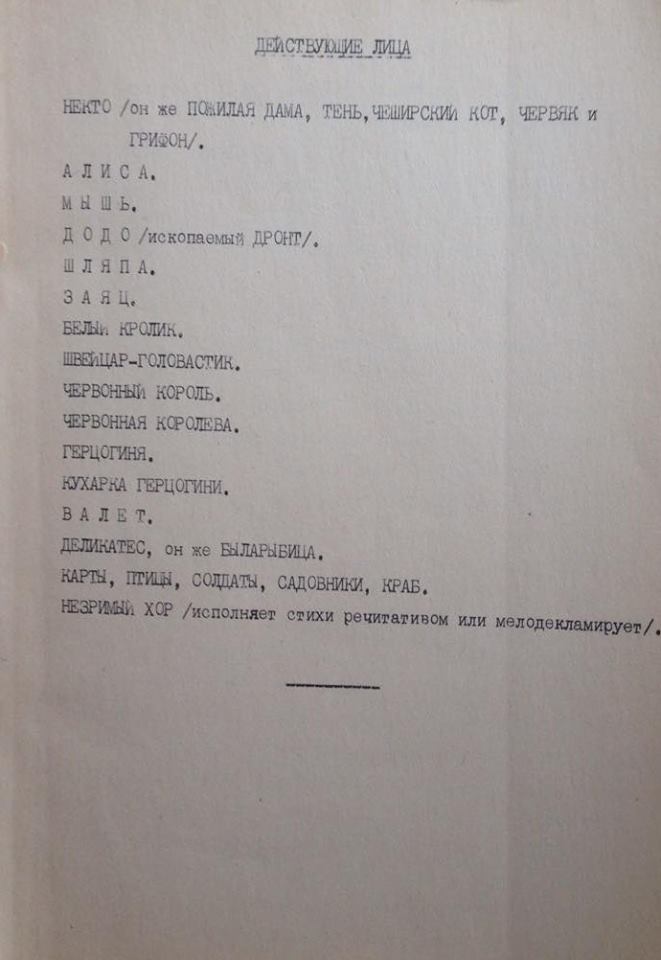 ДЕЙСТВУЮЩИЕ ЛИЦА
НЕКТО /он же ПОЖИЛАЯ ДАМА, ТЕНЬ,ЧЕШИРСКИЙ КОТ, ЧЕРВЯК и
ГРИФОН/.
А Л И С А.
М Ы Ш Ь.
Д О Д О /ископаемый ДРОНТ/.
Ш Л Я П А.
З А Я Ц.
БЕЛЫЙ КРОЛИК.
ШВЕЙЦАР-ГОЛОВАСТИК.
ЧЕРВОННЫЙ КОРОЛЬ.
ЧЕРВОННАЯ КОРОЛЕВА.
ГЕРЦОГИНЯ.
КУХАРКА ГЕРЦОГИНИ.
В А Л Е Т.
ДЕЛИКАТЕС, он же БЫЛАРЫБИЦА.
КАРТЫ, ПТИЦЫ, СОЛДАТЫ, САДОВНИКИ, КРАБ.
НЕЗРИМЫЙ ХОР /исполняет стихи речитативом или мелодекламирует/.